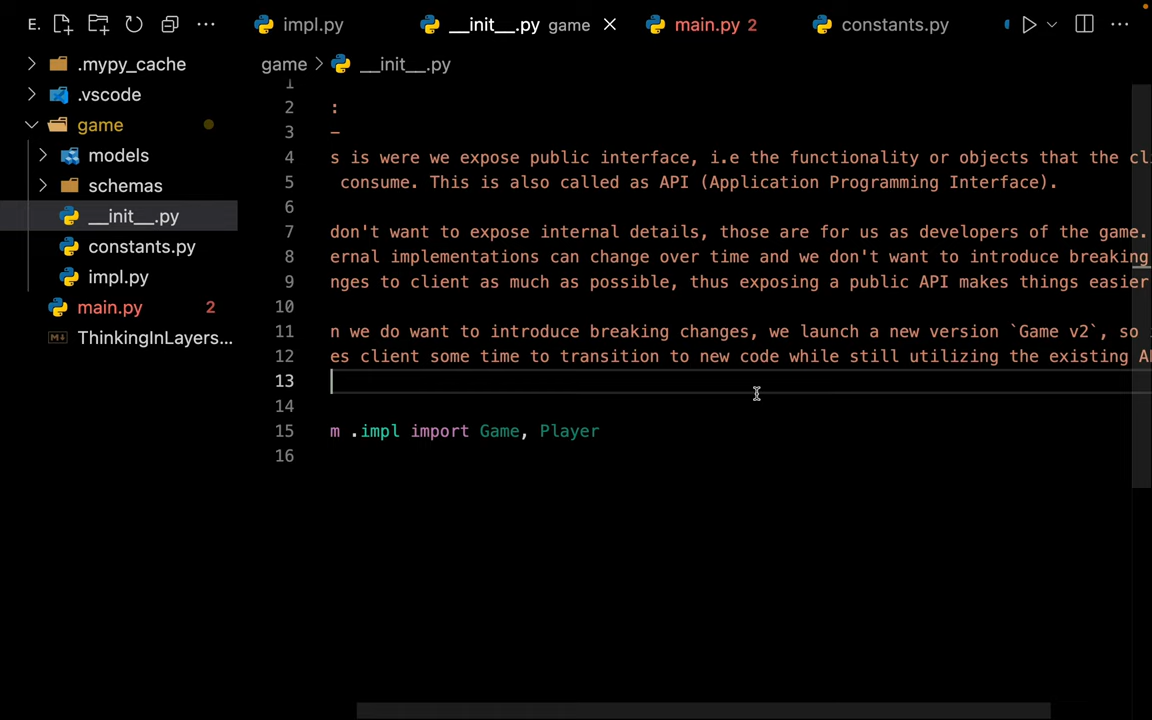 E.
impl.py
__init__.py game
main.py 2
constants.py
.mypy_cache
.vscode
game
models
schemas
__init__.py
constants.py
impl.py
main.py 2
ThinkingInLayers...
game > __init__.py
1
2 :
3 –
4 s is were we expose public interface, i.e the functionality or objects that the cli
5 consume. This is also called as API (Application Programming Interface).
6
7 don't want to expose internal details, those are for us as developers of the game.
8 ernal implementations can change over time and we don't want to introduce breaking
9 nges to client as much as possible, thus exposing a public API makes things easier
10
11 n we do want to introduce breaking changes, we launch a new version `Game v2`, so
12 es client some time to transition to new code while still utilizing the existing
13
14
15 m .impl import Game, Player
16